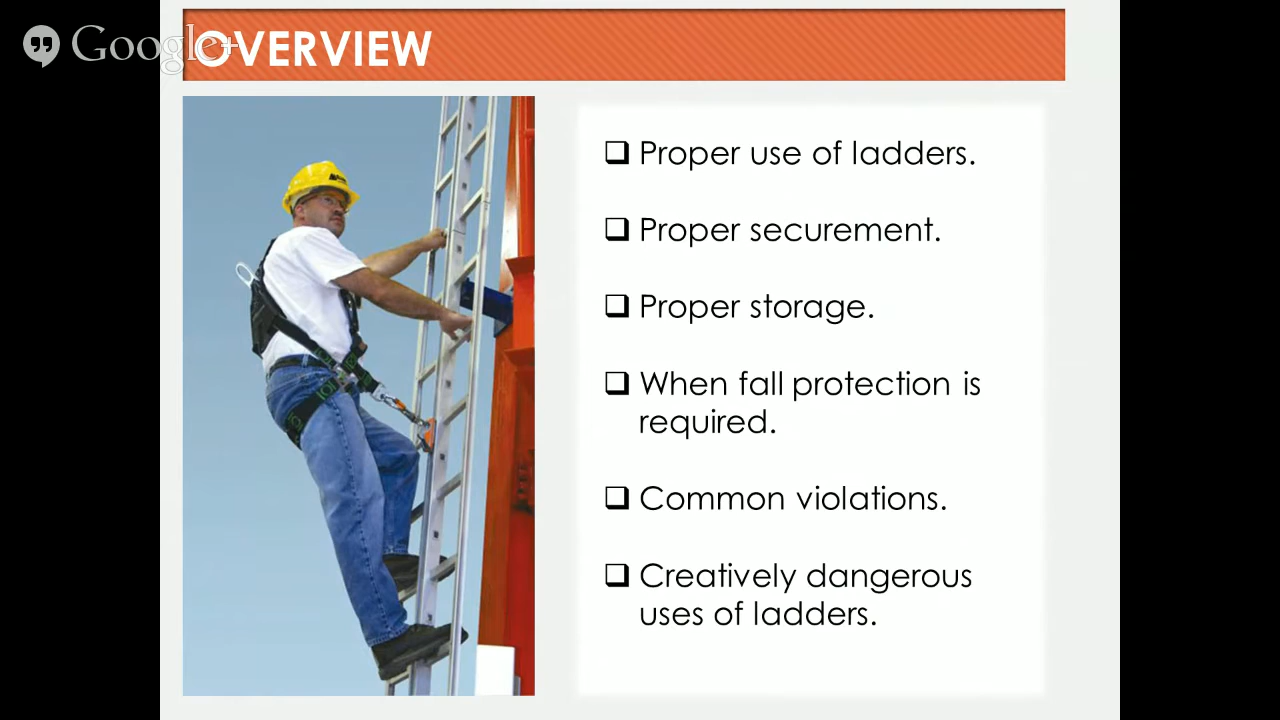 Google+
OVERVIEW
❑ Proper use of ladders.
❑ Proper securement.
❑ Proper storage.
❑ When fall protection is
required.
❑ Common violations.
❑ Creatively dangerous
uses of ladders.